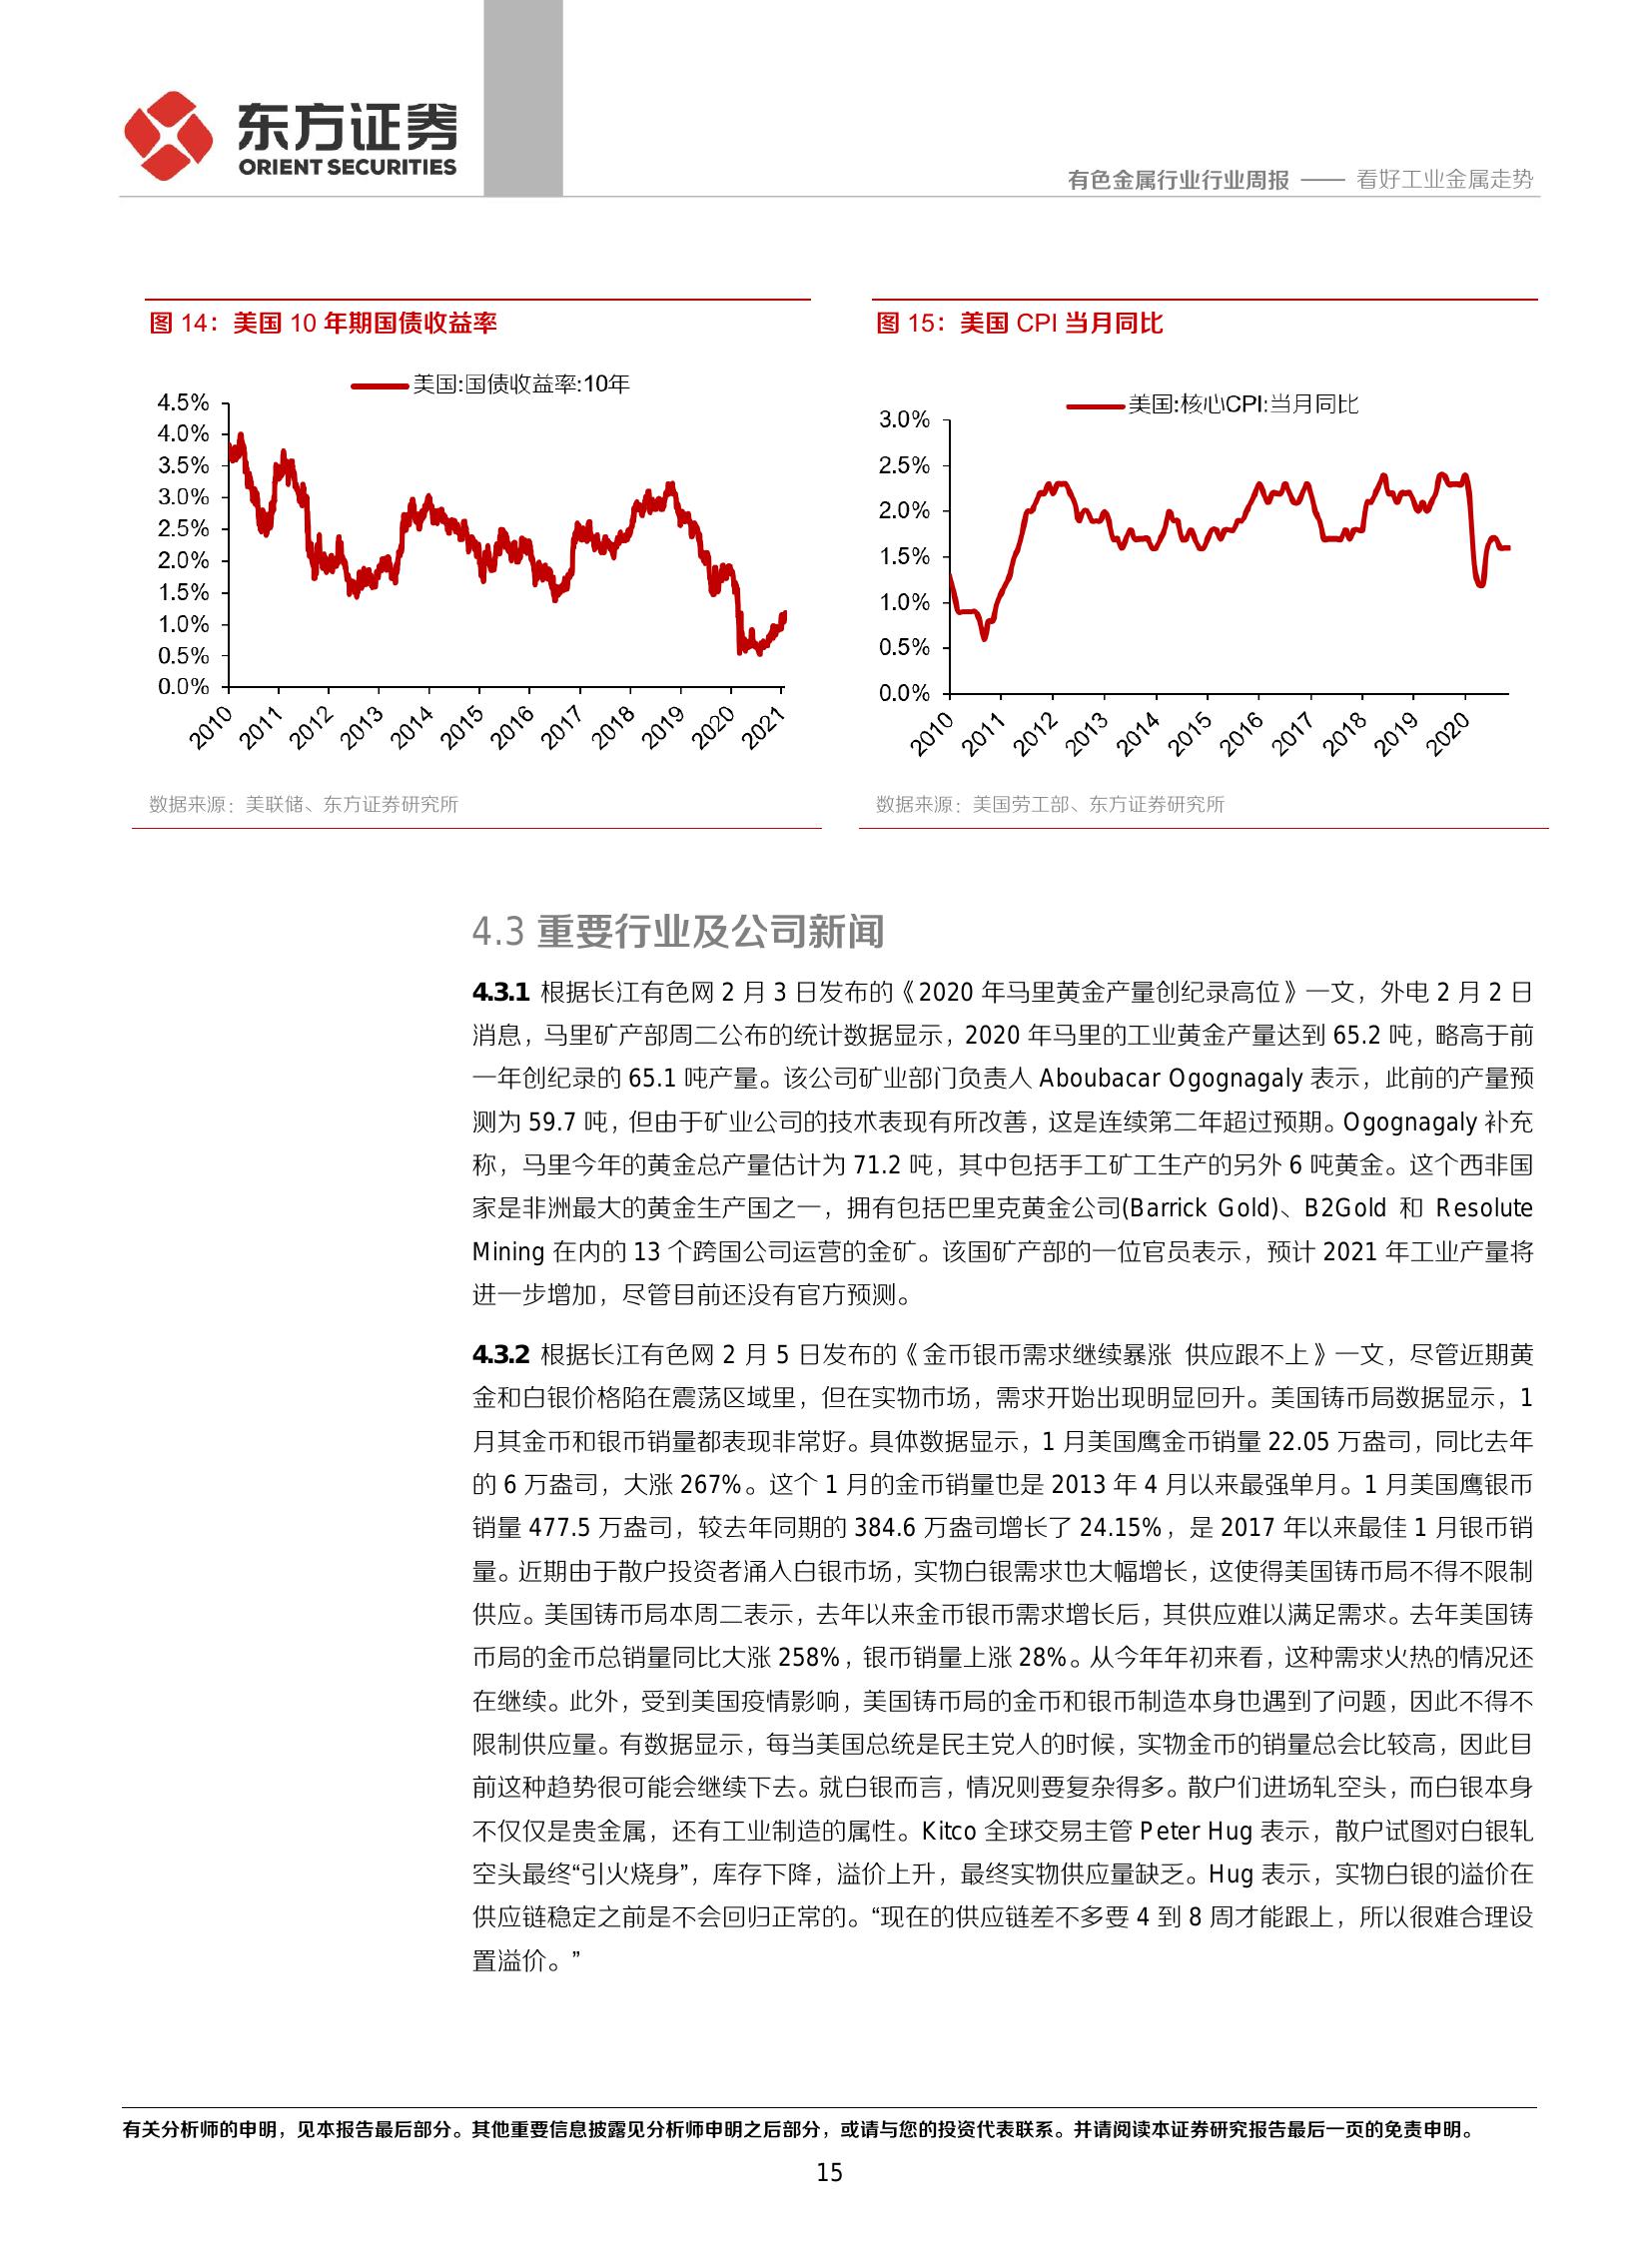 东方证券
ORIENT SECURITIES
有色金属行业行业周报 —— 看好工业金属走势
图 14：美国 10 年期国债收益率
美国:国债收益率:10年
4.5%
4.0%
3.5%
3.0%
2.5%
2.0%
1.5%
1.0%
0.5%
0.0%
2010 2011 2012 2013 2014 2015 2016 2017 2018 2019 2020 2021
数据来源：美联储、东方证券研究所
图 15：美国 CPI 当月同比
美国:核心CPI:当月同比
3.0%
2.5%
2.0%
1.5%
1.0%
0.5%
0.0%
2010 2011 2012 2013 2014 2015 2016 2017 2018 2019 2020
数据来源：美国劳工部、东方证券研究所
4.3 重要行业及公司新闻
4.3.1 根据长江有色网 2 月 3 日发布的《2020 年马里黄金产量创纪录高位》一文，外电 2 月 2 日
消息，马里矿产部周二公布的统计数据显示，2020 年马里的工业黄金产量达到 65.2 吨，略高于前
一年创纪录的 65.1 吨产量。该公司矿业部门负责人 Aboubacar Ogognagaly 表示，此前的产量预
测为 59.7 吨，但由于矿业公司的技术表现有所改善，这是连续第二年超过预期。Ogognagaly 补充
称，马里今年的黄金总产量估计为 71.2 吨，其中包括手工矿工生产的另外 6 吨黄金。这个西非国
家是非洲最大的黄金生产国之一，拥有包括巴里克黄金公司(Barrick Gold)、B2Gold 和 Resolute
Mining 在内的 13 个跨国公司运营的金矿。该国矿产部的一位官员表示，预计 2021 年工业产量将
进一步增加，尽管目前还没有官方预测。
4.3.2 根据长江有色网 2 月 5 日发布的《金币银币需求继续暴涨 供应跟不上》一文，尽管近期黄
金和白银价格陷在震荡区域里，但在实物市场，需求开始出现明显回升。美国铸币局数据显示，1
月其金币和银币销量都表现非常好。具体数据显示，1 月美国鹰金币销量 22.05 万盎司，同比去年
的 6 万盎司，大涨 267%。这个 1 月的金币销量也是 2013 年 4 月以来最强单月。1 月美国鹰银币
销量 477.5 万盎司，较去年同期的 384.6 万盎司增长了 24.15%，是 2017 年以来最佳 1 月银币销
量。近期由于散户投资者涌入白银市场，实物白银需求也大幅增长，这使得美国铸币局不得不限制
供应。美国铸币局本周二表示，去年以来金币银币需求增长后，其供应难以满足需求。去年美国铸
币局的金币总销量同比大涨 258%，银币销量上涨 28%。从今年年初来看，这种需求火热的情况还
在继续。此外，受到美国疫情影响，美国铸币局的金币和银币制造本身也遇到了问题，因此不得不
限制供应量。有数据显示，每当美国总统是民主党人的时候，实物金币的销量总会比较高，因此目
前这种趋势很可能会继续下去。就白银而言，情况则要复杂得多。散户们进场轧空头，而白银本身
不仅仅是贵金属，还有工业制造的属性。Kitco 全球交易主管 Peter Hug 表示，散户试图对白银轧
空头最终“引火烧身”，库存下降，溢价上升，最终实物供应量缺乏。Hug 表示，实物白银的溢价在
供应链稳定之前是不会回归正常的。“现在的供应链差不多要 4 到 8 周才能跟上，所以很难合理设
置溢价。”
有关分析师的申明，见本报告最后部分。其他重要信息披露见分析师申明之后部分，或请与您的投资代表联系。并请阅读本证券研究报告最后一页的免责申明。
15